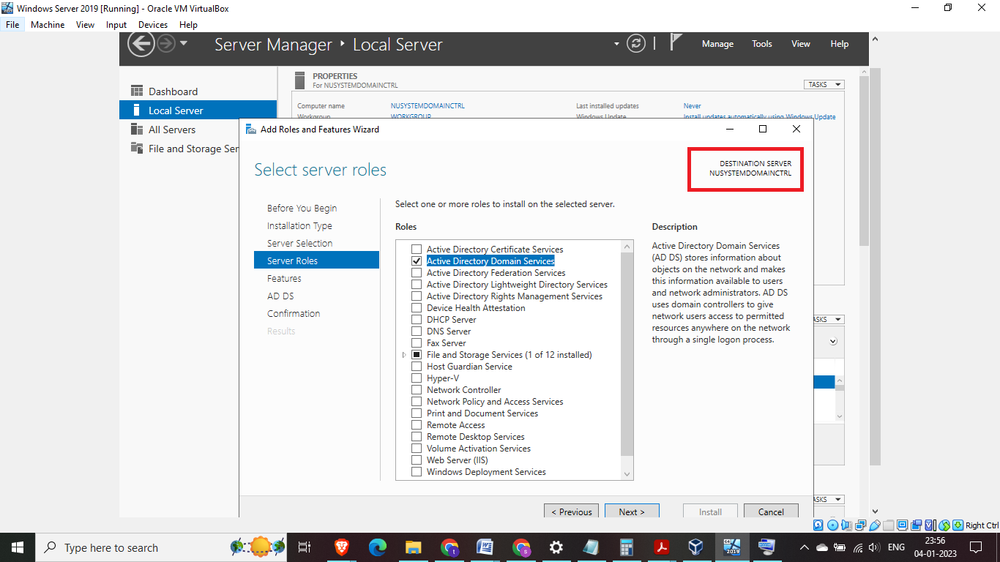 Windows Server 2019 [Running] - Oracle VM VirtualBox
File Machine View Input Devices Help
Server Manager ‣ Local Server
Manage Tools View Help
Dashboard
Local Server
All Servers
File and Storage Ser
PROPERTIES
For NUSYSTEMDOMAINCTRL
TASKS
Computer name NUSYSTEMDOMAINCTRL Last installed updates Never
Workgroup WORKGROUP Windows Update Install updates automatically using Windows Update
Add Roles and Features Wizard
Select server roles
DESTINATION SERVER
NUSYSTEMDOMAINCTRL
Before You Begin
Installation Type
Server Selection
Server Roles
Features
AD DS
Confirmation
Results
Select one or more roles to install on the selected server.
Roles
Active Directory Certificate Services
Active Directory Domain Services
Active Directory Federation Services
Active Directory Lightweight Directory Services
Active Directory Rights Management Services
Device Health Attestation
DHCP Server
DNS Server
Fax Server
File and Storage Services (1 of 12 installed)
Host Guardian Service
Hyper-V
Network Controller
Network Policy and Access Services
Print and Document Services
Remote Access
Remote Desktop Services
Volume Activation Services
Web Server (IIS)
Windows Deployment Services
Description
Active Directory Domain Services
(AD DS) stores information about
objects on the network and makes
this information available to users
and network administrators. AD DS
uses domain controllers to give
network users access to permitted
resources anywhere on the network
through a single logon process.
ASKS
ASKS
< Previous Next > Install Cancel
Right Ctrl
Type here to search
2019
ENG
23:56
04-01-2023